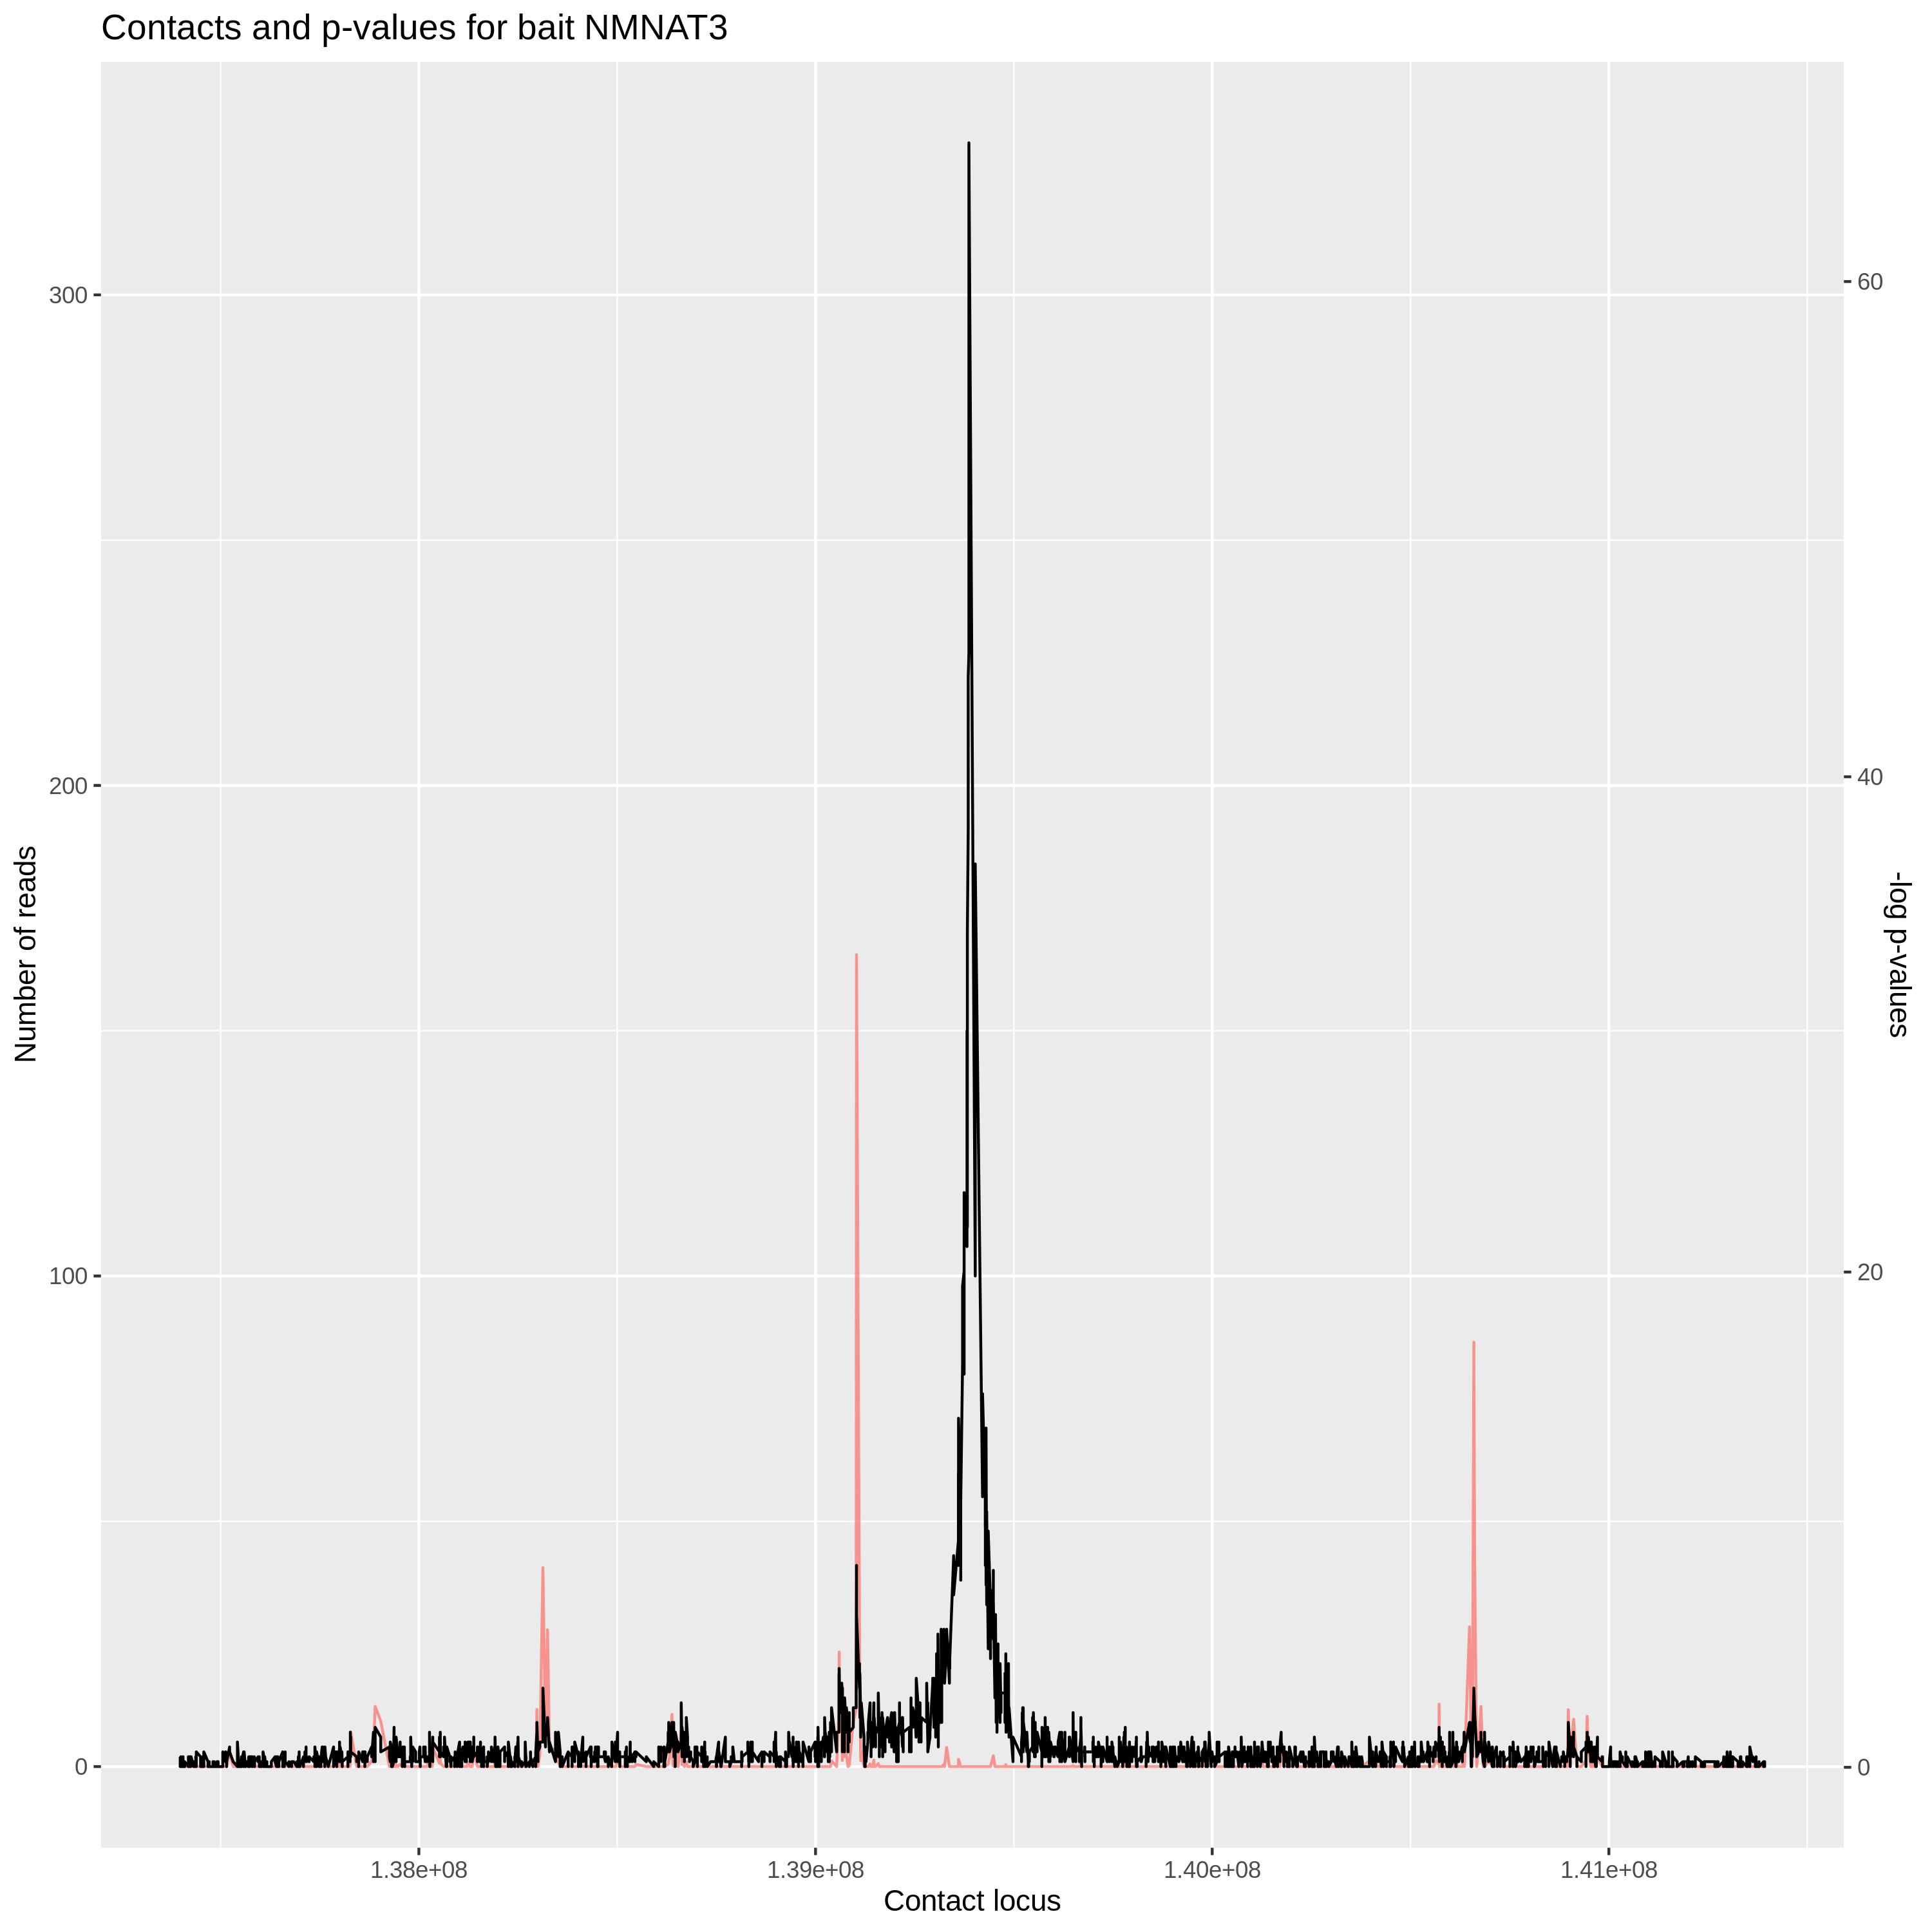 Contacts and p-values for bait NMNAT3
300
200
100
0
Number of reads
60
40
20
0
-log p-values
1.38e+08 1.39e+08 1.40e+08 1.41e+08
Contact locus